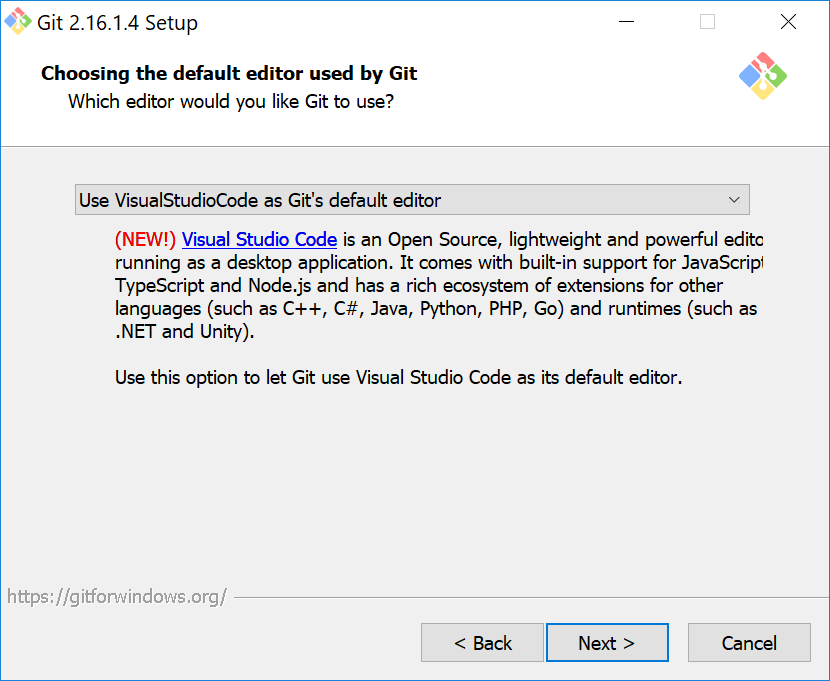 Git 2.16.1.4 Setup
Choosing the default editor used by Git
Which editor would you like Git to use?
Use VisualStudioCode as Git's default editor
(NEW!) Visual Studio Code is an Open Source, lightweight and powerful edito
running as a desktop application. It comes with built-in support for JavaScript
TypeScript and Node.js and has a rich ecosystem of extensions for other
languages (such as C++, C#, Java, Python, PHP, Go) and runtimes (such as
.NET and Unity).
Use this option to let Git use Visual Studio Code as its default editor.
https://gitforwindows.org/
< Back
Next >
Cancel